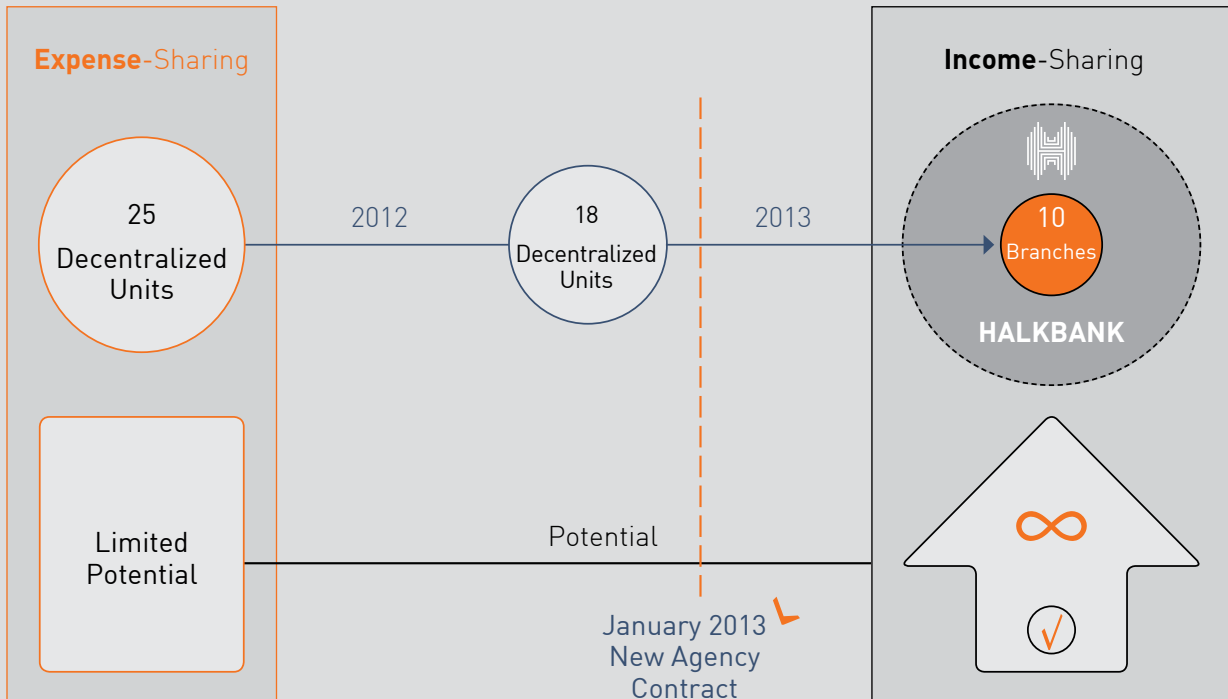 Expense-Sharing
Income-Sharing
25
Decentralized
Units
2012
18
Decentralized
Units
2013
10
Branches
HALKBANK
Limited
Potential
Potential
January 2013
New Agency
Contract